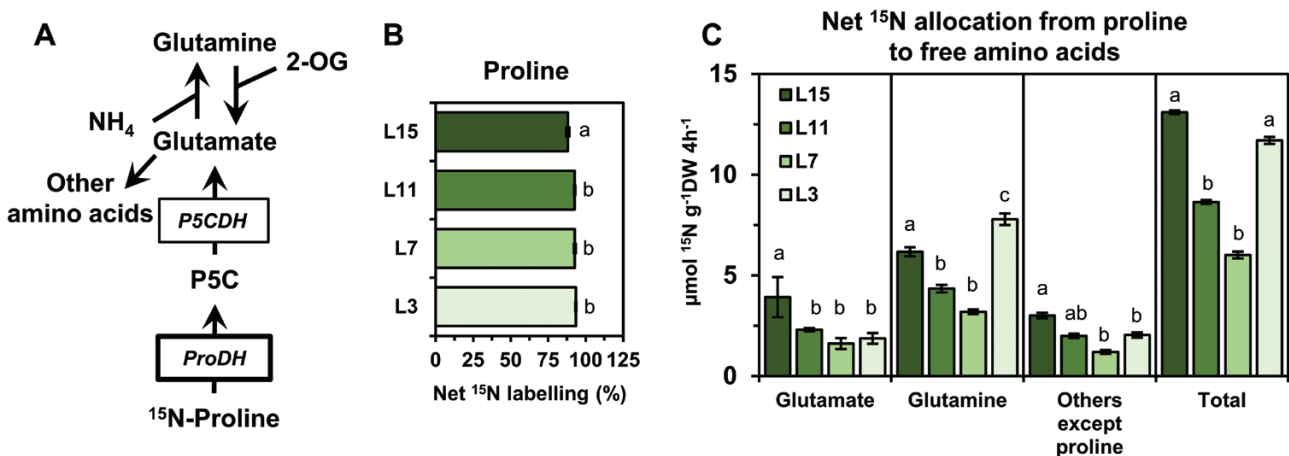 A
Glutamine
2-OG
NH4
Glutamate
Other
amino acids
P5CDH
P5C
ProDH
¹⁵N-Proline
B
Proline
L15
a
L11
b
L7
b
L3
b
0 25 50 75 100 125
Net ¹⁵N labelling (%)
C
Net ¹⁵N allocation from proline
to free amino acids
µmol ¹⁵N g⁻¹DW 4h⁻¹
15
10
5
0
L15
L11
L7
L3
a b b b
a b b c
a ab b b
a b b a
Glutamate
Glutamine
Others
except
proline
Total